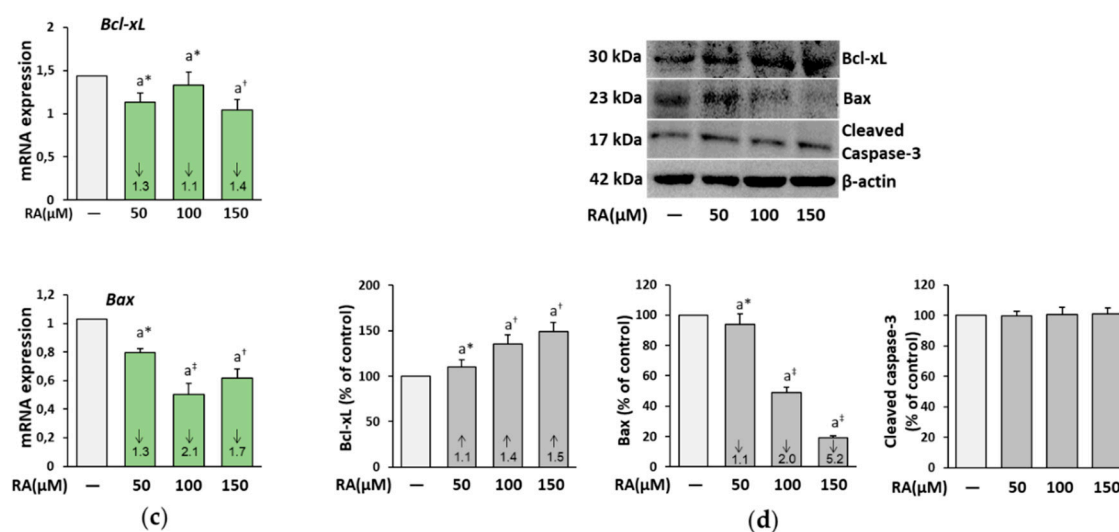 Bcl-xL
mRNA expression
2
1,5
1
0,5
0
a*
a*
a†
↓ ↓ ↓
1.3 1.1 1.4
RA(µM) — 50 100 150
30 kDa Bcl-xL
23 kDa Bax
17 kDa Cleaved
Caspase-3
42 kDa β-actin
RA(µM) — 50 100 150
Bax
mRNA expression
1,2
1
0,8
0,6
0,4
0,2
0
a*
a‡
a†
↓ ↓ ↓
1.3 2.1 1.7
RA(µM) — 50 100 150
(c)
Bcl-xL (% of control)
200
150
100
50
0
a*
a†
a†
↑ ↑ ↑
1.1 1.4 1.5
RA(µM) — 50 100 150
Bax (% of control)
120
100
80
60
40
20
0
a*
a‡
a‡
↓ ↓ ↓
1.1 2.0 5.2
RA(µM) — 50 100 150
(d)
Cleaved caspase-3
(% of control)
120
100
80
60
40
20
0
RA(µM) — 50 100 150